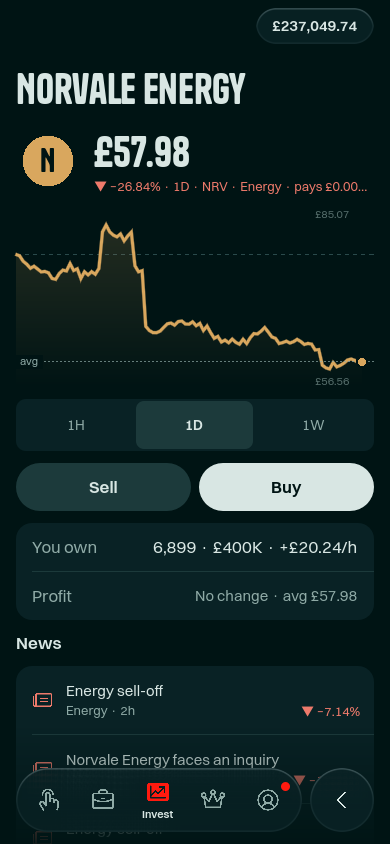 £237,049.74
NORVALE ENERGY
N
£57.98
▼ −26.84% · 1D · NRV · Energy · pays £0.00...
£85.07
avg
£56.56
1H 1D 1W
Sell Buy
You own 6,899 · £400K · +£20.24/h
Profit No change · avg £57.98
News
Energy sell-off
Energy · 2h ▼ −7.14%
Norvale Energy faces an inquiry
Invest